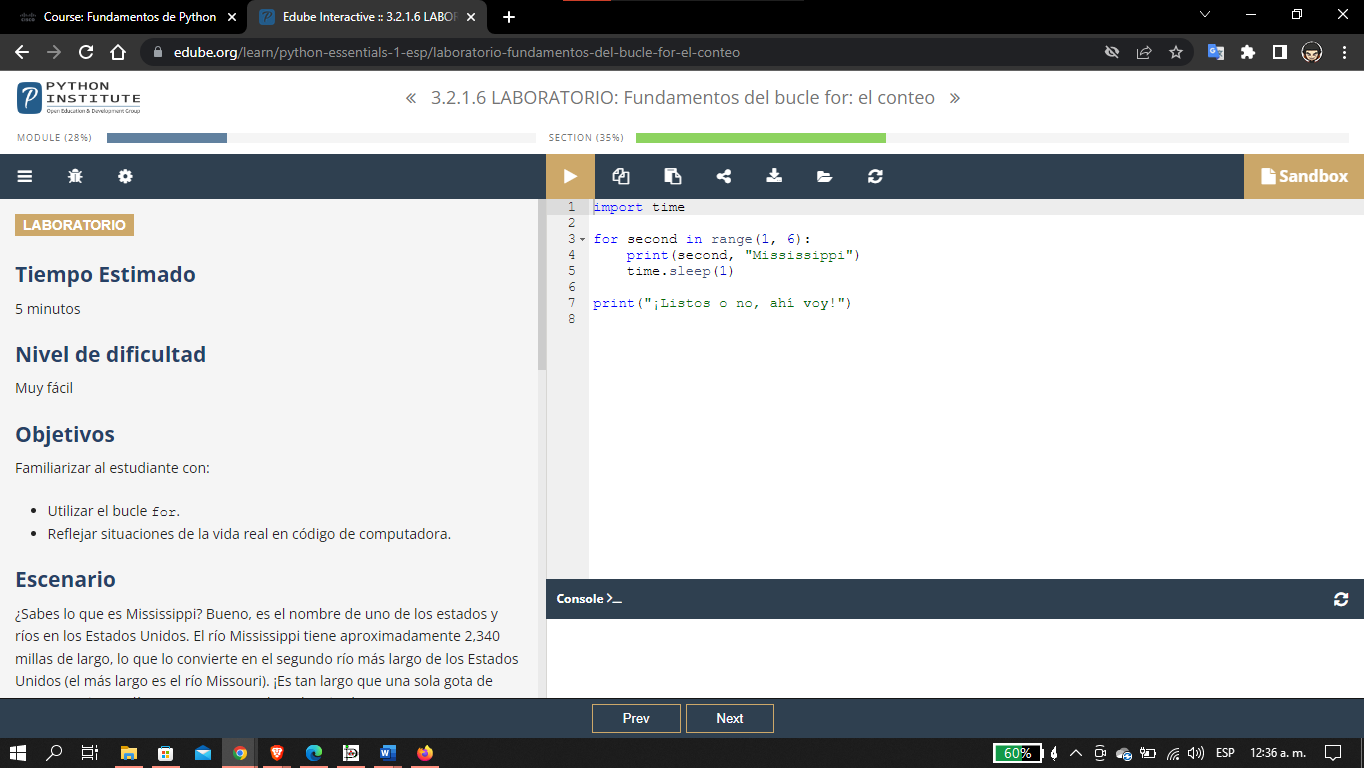 Course: Fundamentos de Python
Edube Interactive :: 3.2.1.6 LABOR
edube.org/learn/python-essentials-1-esp/laboratorio-fundamentos-del-bucle-for-el-conteo
PYTHON
INSTITUTE
Open Education & Development Group
« 3.2.1.6 LABORATORIO: Fundamentos del bucle for: el conteo »
MODULE (28%)
SECTION (35%)
Sandbox
LABORATORIO
Tiempo Estimado
5 minutos
Nivel de dificultad
Muy fácil
Objetivos
Familiarizar al estudiante con:
• Utilizar el bucle for.
• Reflejar situaciones de la vida real en código de computadora.
Escenario
¿Sabes lo que es Mississippi? Bueno, es el nombre de uno de los estados y
ríos en los Estados Unidos. El río Mississippi tiene aproximadamente 2,340
millas de largo, lo que lo convierte en el segundo río más largo de los Estados
Unidos (el más largo es el río Missouri). ¡Es tan largo que una sola gota de
1 import time
2
3 for second in range(1, 6):
4     print(second, "Mississippi")
5     time.sleep(1)
6
7 print("¡Listos o no, ahí voy!")
8
Console >_
Prev
Next
60%
ESP
12:36 a. m.